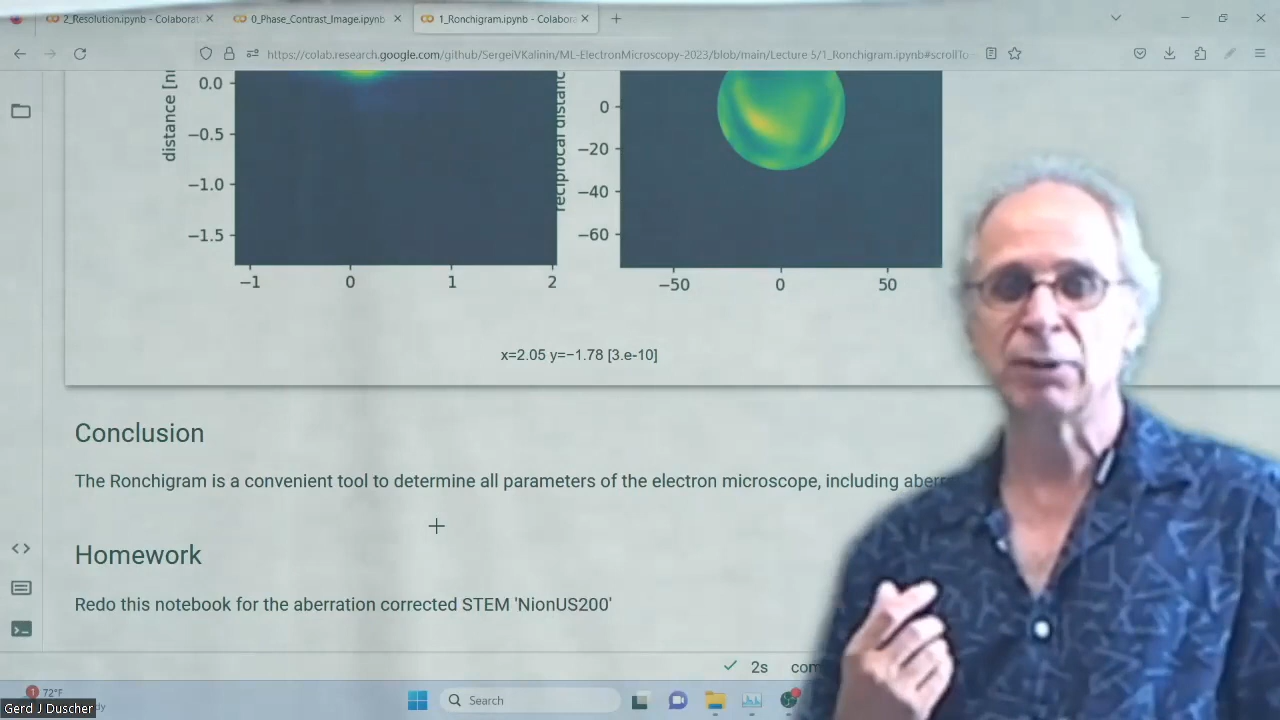 2_Resolution.ipynb - Colaborat
0_Phase_Contrast_Image.ipynb
1_Ronchigram.ipynb - Colabora
https://colab.research.google.com/github/SergeiVKalinin/ML-ElectronMicroscopy-2023/blob/main/Lecture 5/1_Ronchigram.ipynb#scrollTo
distance [n
0.0
−0.5
−1.0
−1.5
−1
0
1
2
reciprocal distanc
0
−20
−40
−60
−50
0
50
x=2.05 y=−1.78 [3.e-10]
Conclusion
The Ronchigram is a convenient tool to determine all parameters of the electron microscope, including aberr
Homework
Redo this notebook for the aberration corrected STEM 'NionUS200'
2s com
1
72°F
dy
Search
Gerd J Duscher